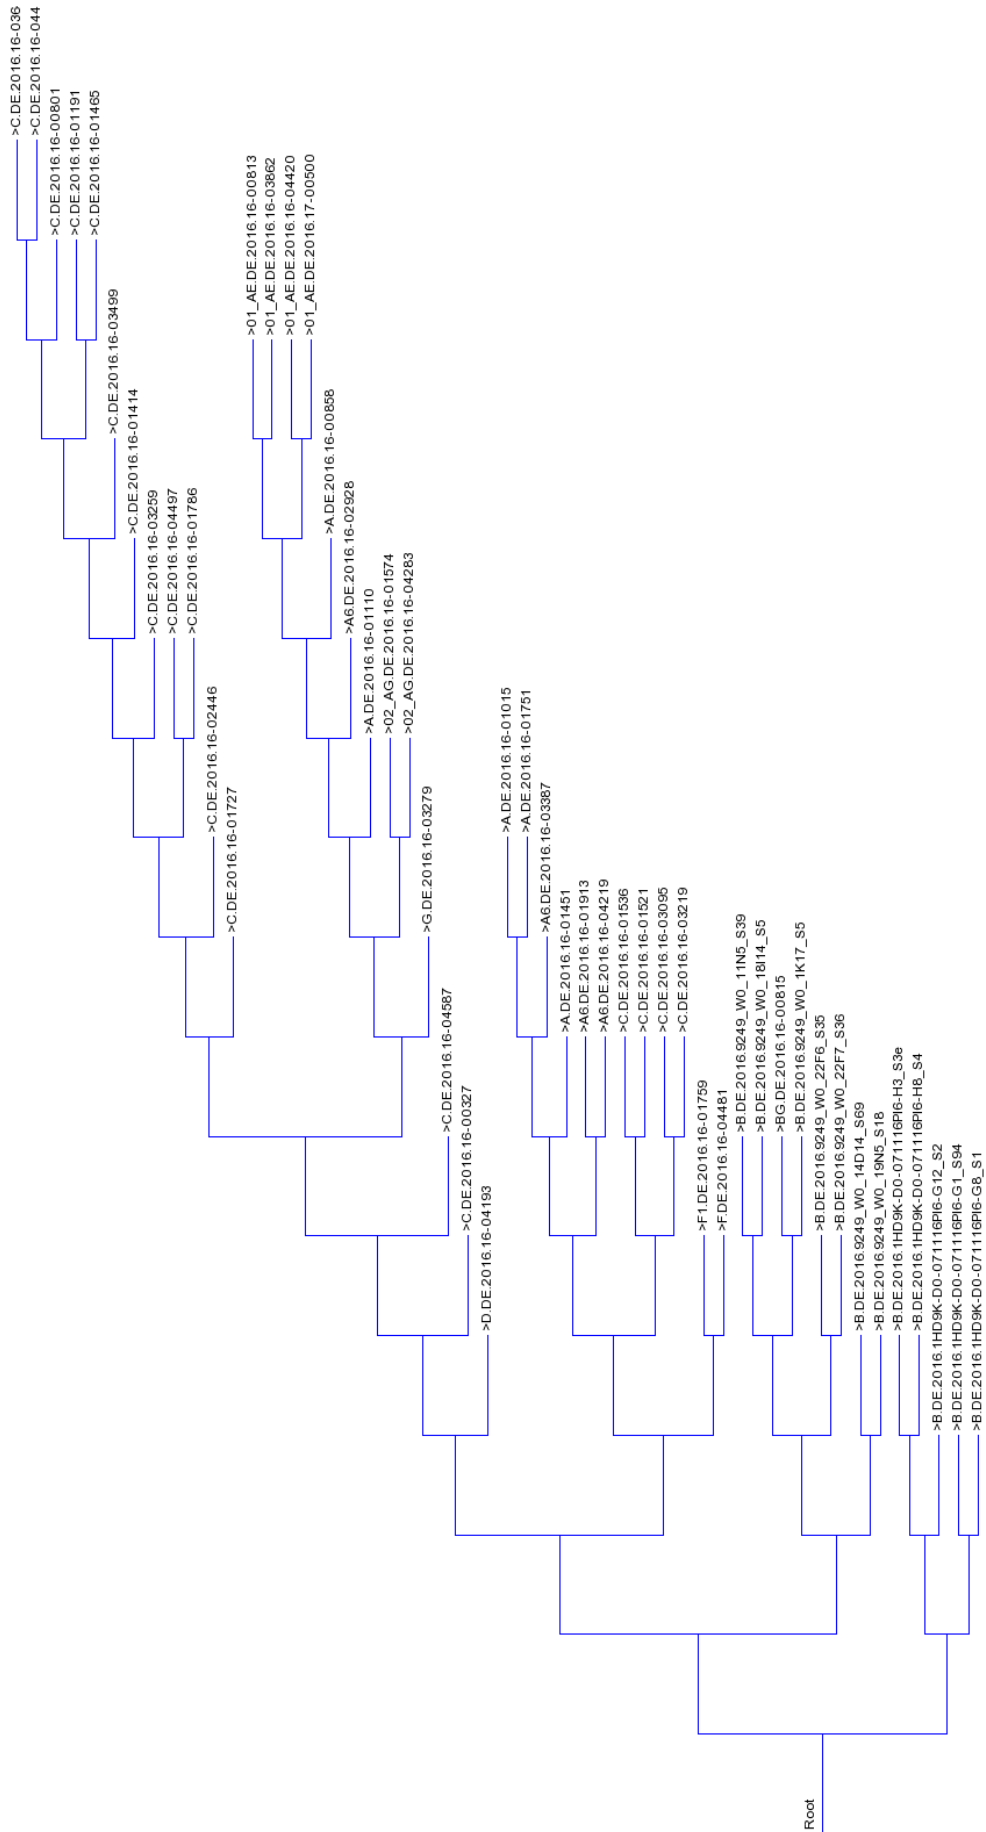 >C.DE.2016.16-036
>C.DE.2016.16-044
>C.DE.2016.16-00801
>C.DE.2016.16-01191
>C.DE.2016.16-01465
>C.DE.2016.16-03499
>C.DE.2016.16-01414
>C.DE.2016.16-03259
>C.DE.2016.16-04497
>C.DE.2016.16-01786
>C.DE.2016.16-02446
>C.DE.2016.16-01727
>01_AE.DE.2016.16-00813
>01_AE.DE.2016.16-03862
>01_AE.DE.2016.16-04420
>01_AE.DE.2016.17-00500
>A.DE.2016.16-00858
>A6.DE.2016.16-02928
>A.DE.2016.16-01110
>02_AG.DE.2016.16-01574
>02_AG.DE.2016.16-04283
>G.DE.2016.16-03279
>C.DE.2016.16-04587
>C.DE.2016.16-00327
>D.DE.2016.16-04193
>A.DE.2016.16-01015
>A.DE.2016.16-01751
>A6.DE.2016.16-03387
>A.DE.2016.16-01451
>A6.DE.2016.16-01913
>A6.DE.2016.16-04219
>C.DE.2016.16-01536
>C.DE.2016.16-01521
>C.DE.2016.16-03095
>C.DE.2016.16-03219
>F1.DE.2016.16-01759
>F.DE.2016.16-04481
>B.DE.2016.9249_W0_11N5_S39
>B.DE.2016.9249_W0_18I14_S5
>BG.DE.2016.16-00815
>B.DE.2016.9249_W0_1K17_S5
>B.DE.2016.9249_W0_22F6_S35
>B.DE.2016.9249_W0_22F7_S36
>B.DE.2016.9249_W0_14D14_S69
>B.DE.2016.9249_W0_19N5_S18
>B.DE.2016.1HD9K-D0-071116Pl6-H3_S3e
>B.DE.2016.1HD9K-D0-071116Pl6-H8_S4
>B.DE.2016.1HD9K-D0-071116Pl6-G12_S2
>B.DE.2016.1HD9K-D0-071116Pl6-G1_S94
>B.DE.2016.1HD9K-D0-071116Pl6-G8_S1
Root